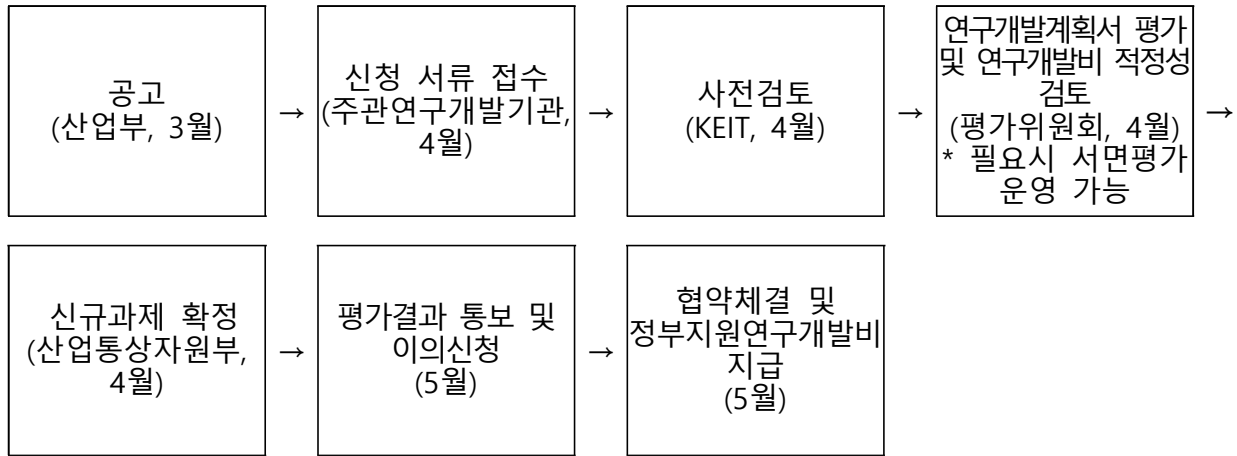 공고
(산업부, 3월)
→
신청 서류 접수
(주관연구개발기관,
4월)
→
사전검토
(KEIT, 4월)
→
연구개발계획서 평가
및 연구개발비 적정성
검토
(평가위원회, 4월)
* 필요시 서면평가
운영 가능
→
신규과제 확정
(산업통상자원부,
4월)
→
평가결과 통보 및
이의신청
(5월)
→
협약체결 및
정부지원연구개발비
지급
(5월)